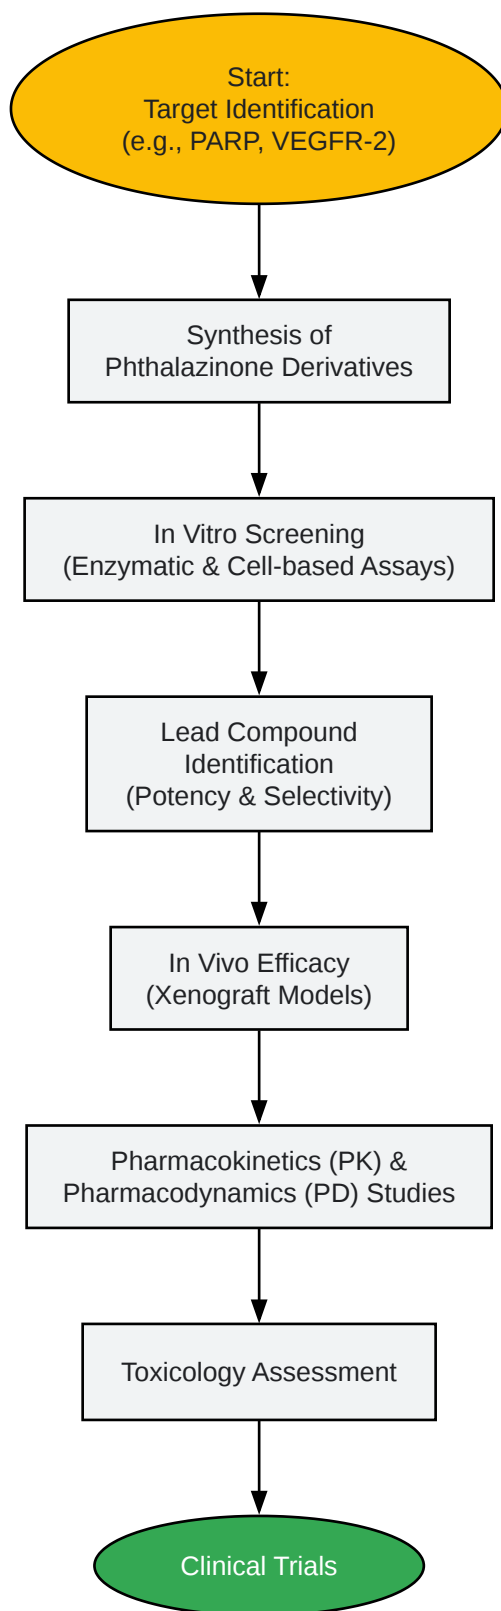 Start:
Target Identification
(e.g., PARP, VEGFR-2)
Synthesis of
Phthalazinone Derivatives
In Vitro Screening
(Enzymatic & Cell-based Assays)
Lead Compound
Identification
(Potency & Selectivity)
In Vivo Efficacy
(Xenograft Models)
Pharmacokinetics (PK) &
Pharmacodynamics (PD) Studies
Toxicology Assessment
Clinical Trials